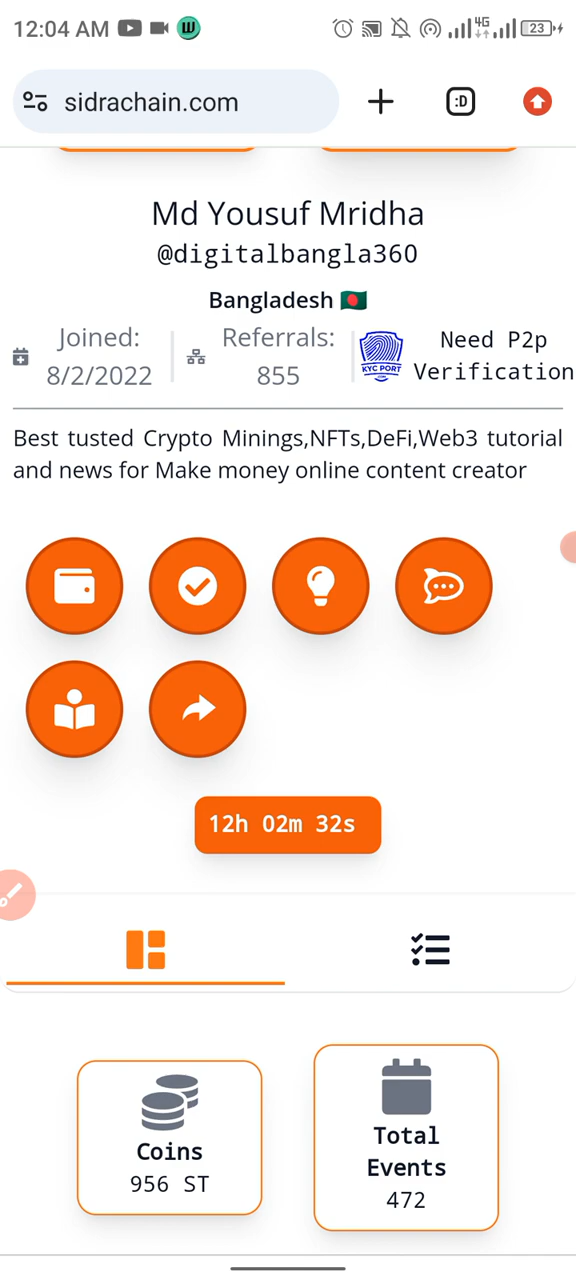 12:04 AM
4G
23
sidrachain.com
:D
Md Yousuf Mridha
@digitalbangla360
Bangladesh 🇧🇩
Joined:
8/2/2022
Referrals:
855
KYC PORT
.COM
Need P2p
Verification
Best tusted Crypto Minings,NFTs,DeFi,Web3 tutorial
and news for Make money online content creator
12h 02m 32s
Coins
956 ST
Total
Events
472